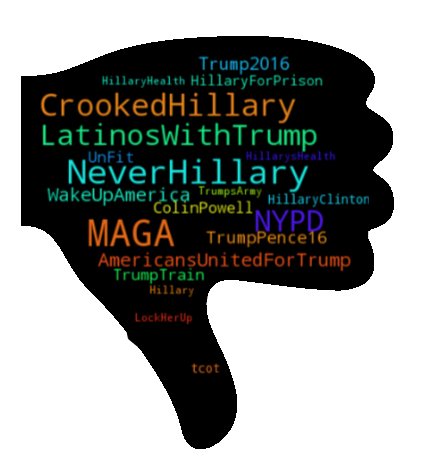 Trump2016
HillaryHealth HillaryForPrison
CrookedHillary
LatinosWithTrump
UnFit HillarysHealth
NeverHillary
WakeUpAmerica TrumpsArmy
HillaryClinton
ColinPowell
NYPD
MAGA TrumpPence16
AmericansUnitedForTrump
TrumpTrain
Hillary
LockHerUp
tcot